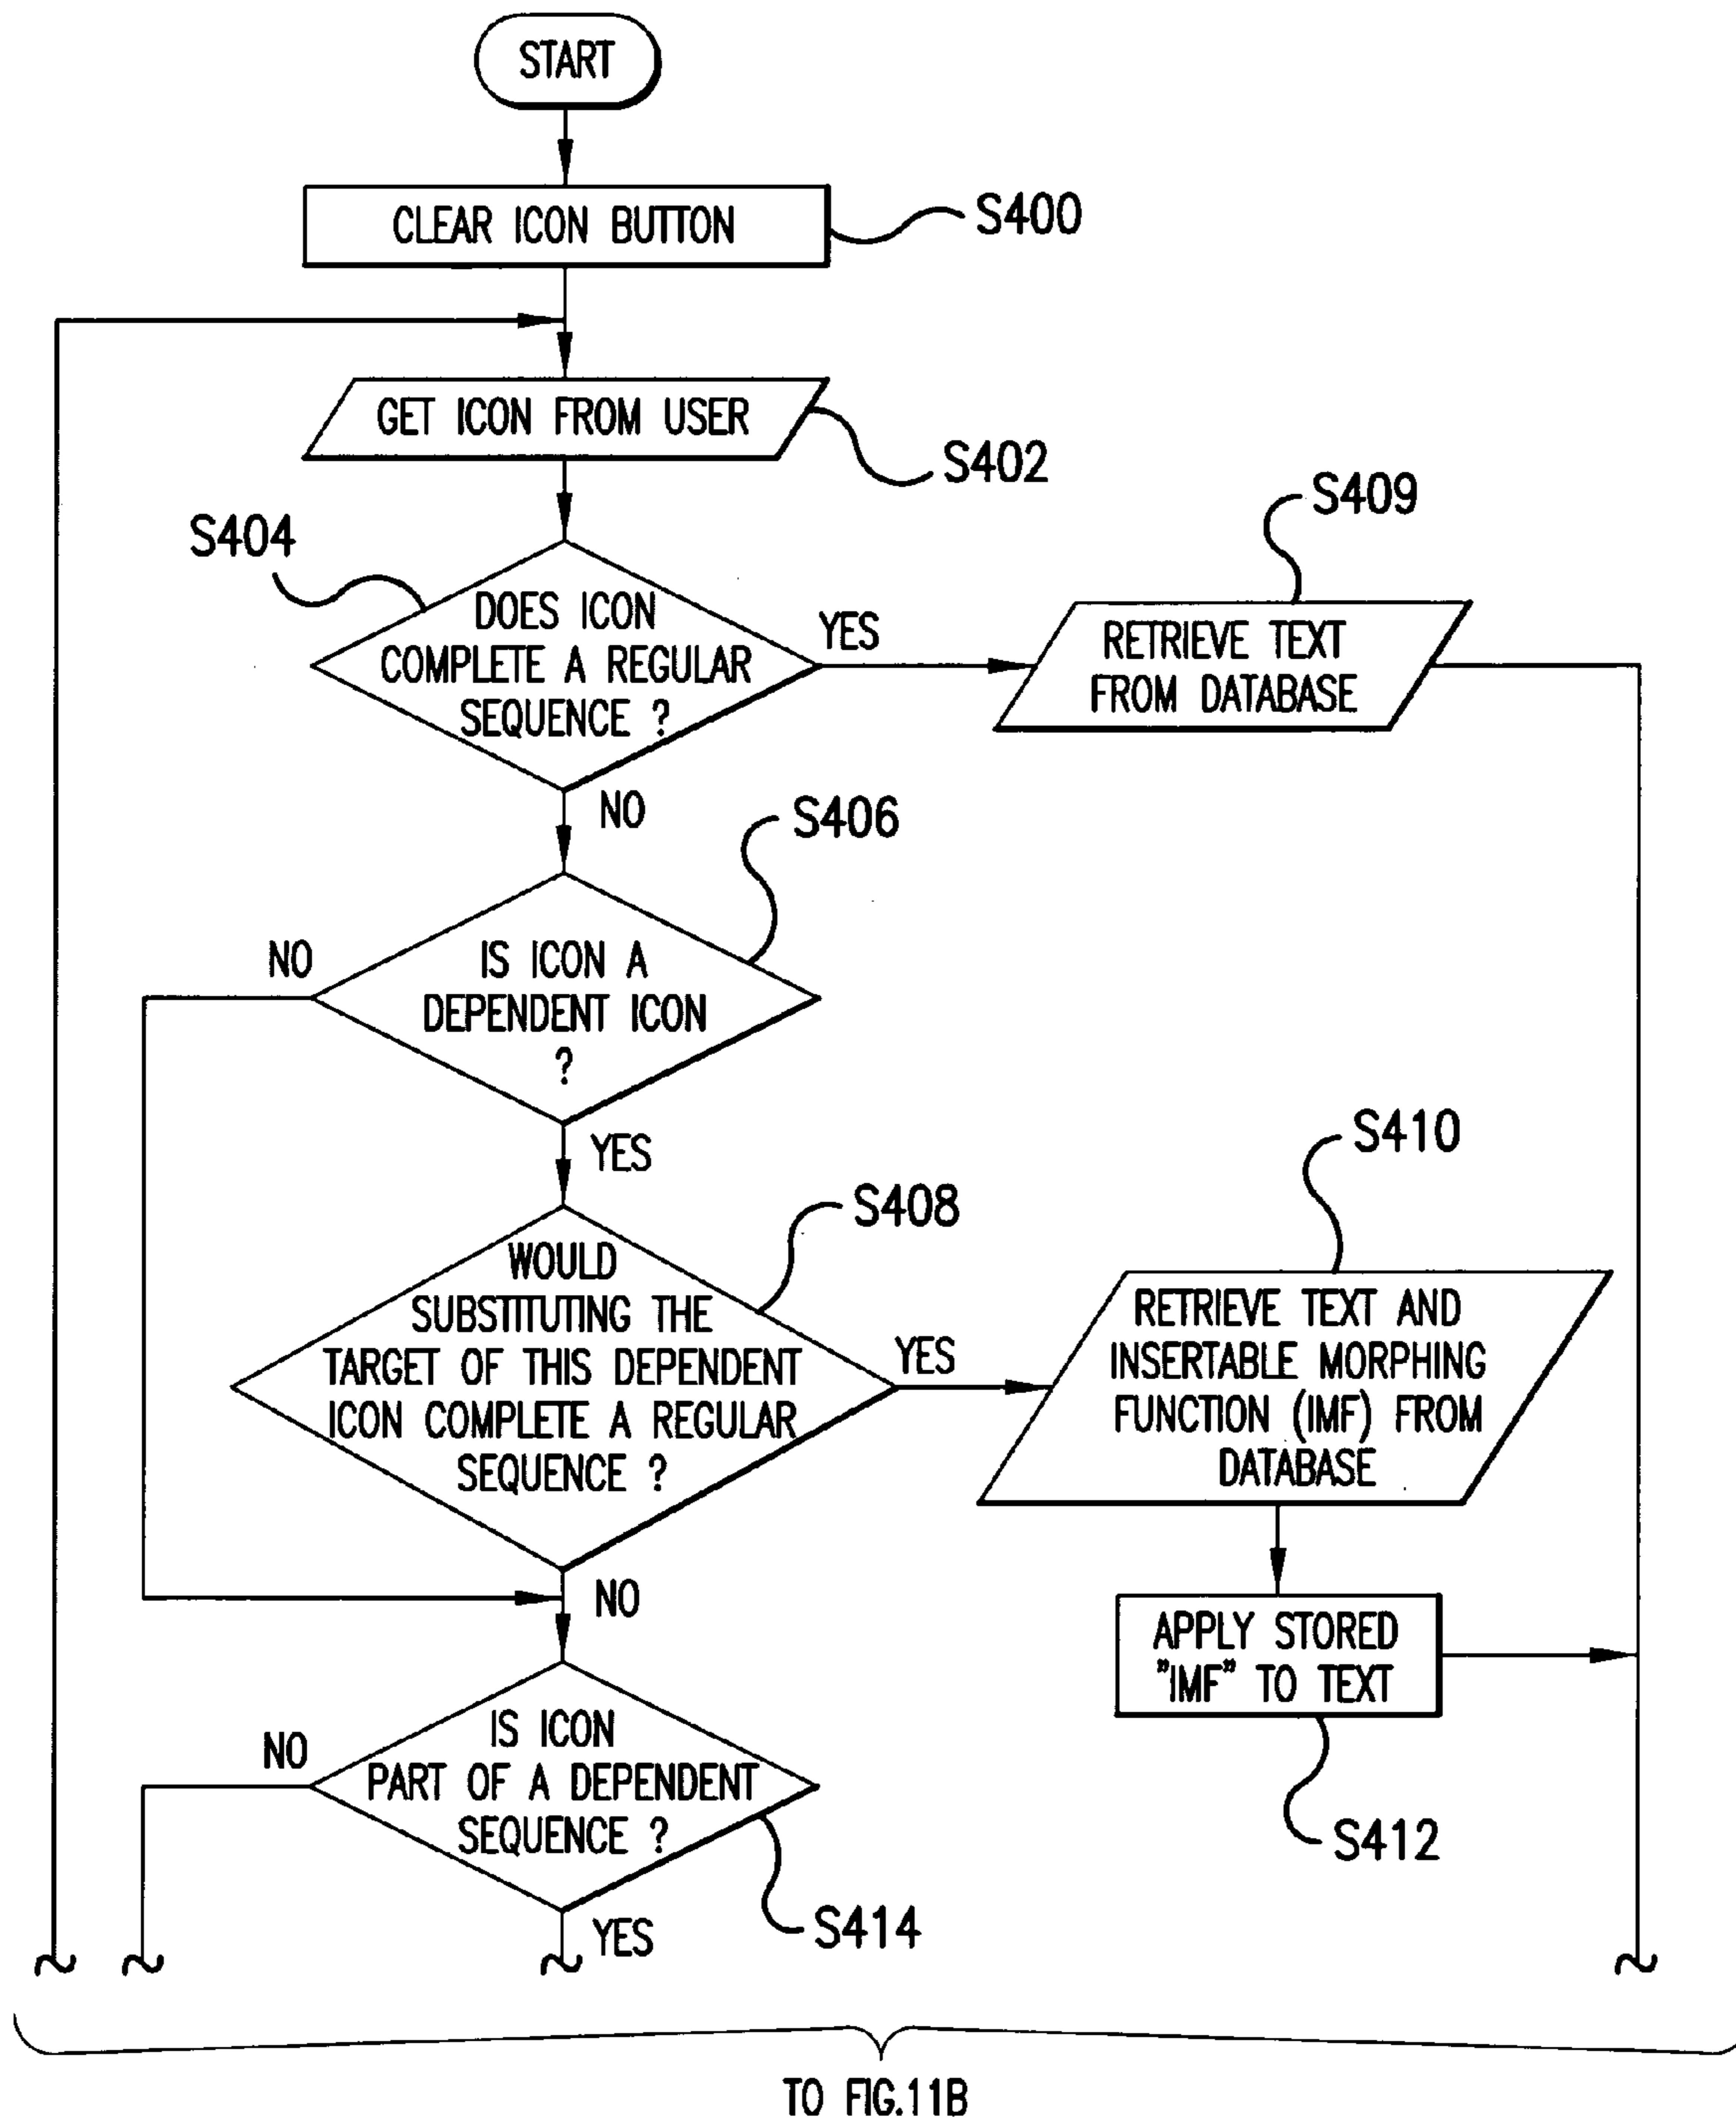 START
CLEAR ICON BUTTON
S400
GET ICON FROM USER
S402
S404
DOES ICON
COMPLETE A REGULAR
SEQUENCE ?
YES
S409
RETRIEVE TEXT
FROM DATABASE
NO
S406
NO
IS ICON A
DEPENDENT ICON
?
YES
S408
WOULD
SUBSTITUTING THE
TARGET OF THIS DEPENDENT
ICON COMPLETE A REGULAR
SEQUENCE ?
YES
S410
RETRIEVE TEXT AND
INSERTABLE MORPHING
FUNCTION (IMF) FROM
DATABASE
NO
APPLY STORED
"IMF" TO TEXT
S412
NO
IS ICON
PART OF A DEPENDENT
SEQUENCE ?
S414
YES
TO FIG.11B